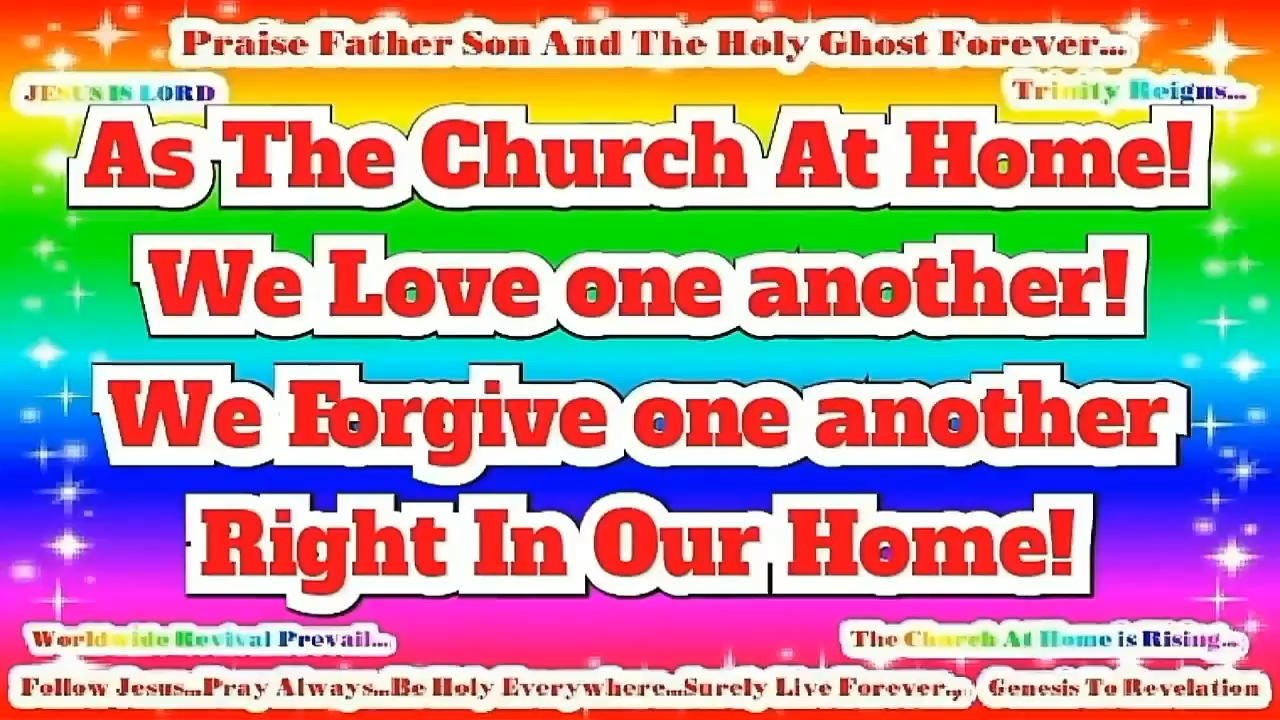 Praise Father Son And The Holy Ghost Forever...
JESUS IS LORD
Trinity Reigns...
As The Church At Home!
We Love one another!
We Forgive one another
Right In Our Home!
Worldwide Revival Prevail...
The Church At Home is Rising...
Follow Jesus...Pray Always...Be Holy Everywhere...Surely Live Forever..,
Genesis To Revelation